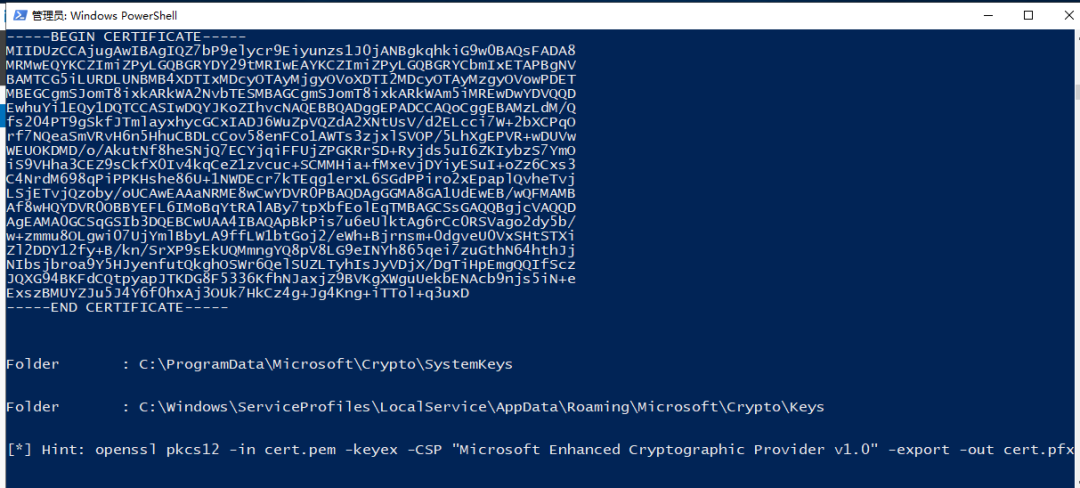 管理员: Windows PowerShell
-----BEGIN CERTIFICATE-----
MIIDUzCCAjugAwIBAgIQZ7bP9elycr9Eiyunzs1J0jANBgkqhkiG9w0BAQsFADA8
MRMwEQYKCZImiZPyLGQBGRYDY29tMRIwEAYKCZImiZPyLGQBGRYCbmIxETAPBgNV
BAMTCG5iLURDLUNBMB4XDTIxMDcyOTAyMjgyOVoXDTI2MDcyOTAyMzgyOVowPDET
MBEGCgmSJomT8ixkARkWA2NvbTESMBAGCgmSJomT8ixkARkWAm5iMREwDwYDVQQD
EwhuYi1EQy1DQTCCASIwDQYJKoZIhvcNAQEBBQADggEPADCCAQoCggEBAMzLdM/Q
fs204PT9gSkfJTmlayxhycGCxIADJ6WuZpVQZdA2XNtUsV/d2ELcci7W+2bXCPqO
rf7NQeaSmVRvH6n5HhuCBDLcCov58enFCo1AWTs3zjxlSVOP/5LhXgEPVR+wDUVw
WEUOKDMD/o/AkutNf8heSNjQ7ECYjqiFFUjZPGKRrSD+Ryjds5uI6ZKIybzS7YmO
iS9VHha3CEZ9sCkfX0Iv4kqCeZ1zvcuc+SCMMHia+fMxevjDYiyESuI+oZz6Cxs3
C4NrdM698qPiPPKHshe86U+1NWDEcr7kTEqg1erxL6SGdPPiro2xEpaplQvheTvj
LSjETvjQzoby/oUCAwEAAaNRME8wCwYDVR0PBAQDAgGGMA8GA1UdEwEB/wQFMAMB
Af8wHQYDVR0OBBYEFL6IMoBqYtRAlABy7tpXbfEolEqTMBAGCSsGAQQBgjcVAQQD
AgEAMA0GCSqGSIb3DQEBCwUAA4IBAQApBkPis7u6eUlktAg6rCc0RSVago2dy5b/
w+zmmu8OLgwi07UjYmlBbyLA9ffLW1btGoj2/eWh+Bjrnsm+0dgveU0VxSHtSTXi
Zl2DDY12fy+B/kn/SrXP9sEkUQMmngYQ8pV8LG9eINYh865qei7zuGthN64hthJj
NIbsjbroa9Y5HJyenfutQkghOSWr6QelSUZLTyhIsJyVDjX/DgTiHpEmgQQIfScz
JQXG94BKFdCQtpyapJTKDG8F5336KfhNJaxjZ9BVKgXWguUekbENAcb9njs5iN+e
ExszBMUYZJu5J4Y6f0hxAj3OUk7HkCz4g+Jg4Kng+iTTol+q3uxD
-----END CERTIFICATE-----
Folder : C:\ProgramData\Microsoft\Crypto\SystemKeys
Folder : C:\Windows\ServiceProfiles\LocalService\AppData\Roaming\Microsoft\Crypto\Keys
[*] Hint: openssl pkcs12 -in cert.pem -keyex -CSP "Microsoft Enhanced Cryptographic Provider v1.0" -export -out cert.pfx